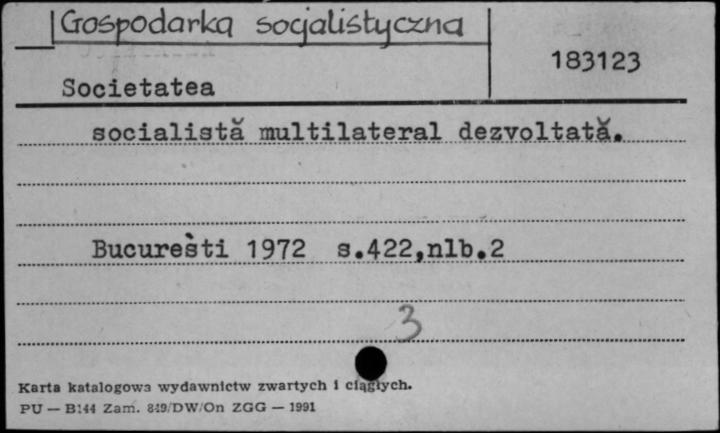 Gospodarka socjalistyczna
183123
Societatea
socialistă multilateral dezvoltată.
Bucurešti 1972 s.422,nlb.2
3
Karta katalogowa wydawnictw zwartych i ciągłych.
PU — B144 Zam. 849/DW/On ZGG — 1991